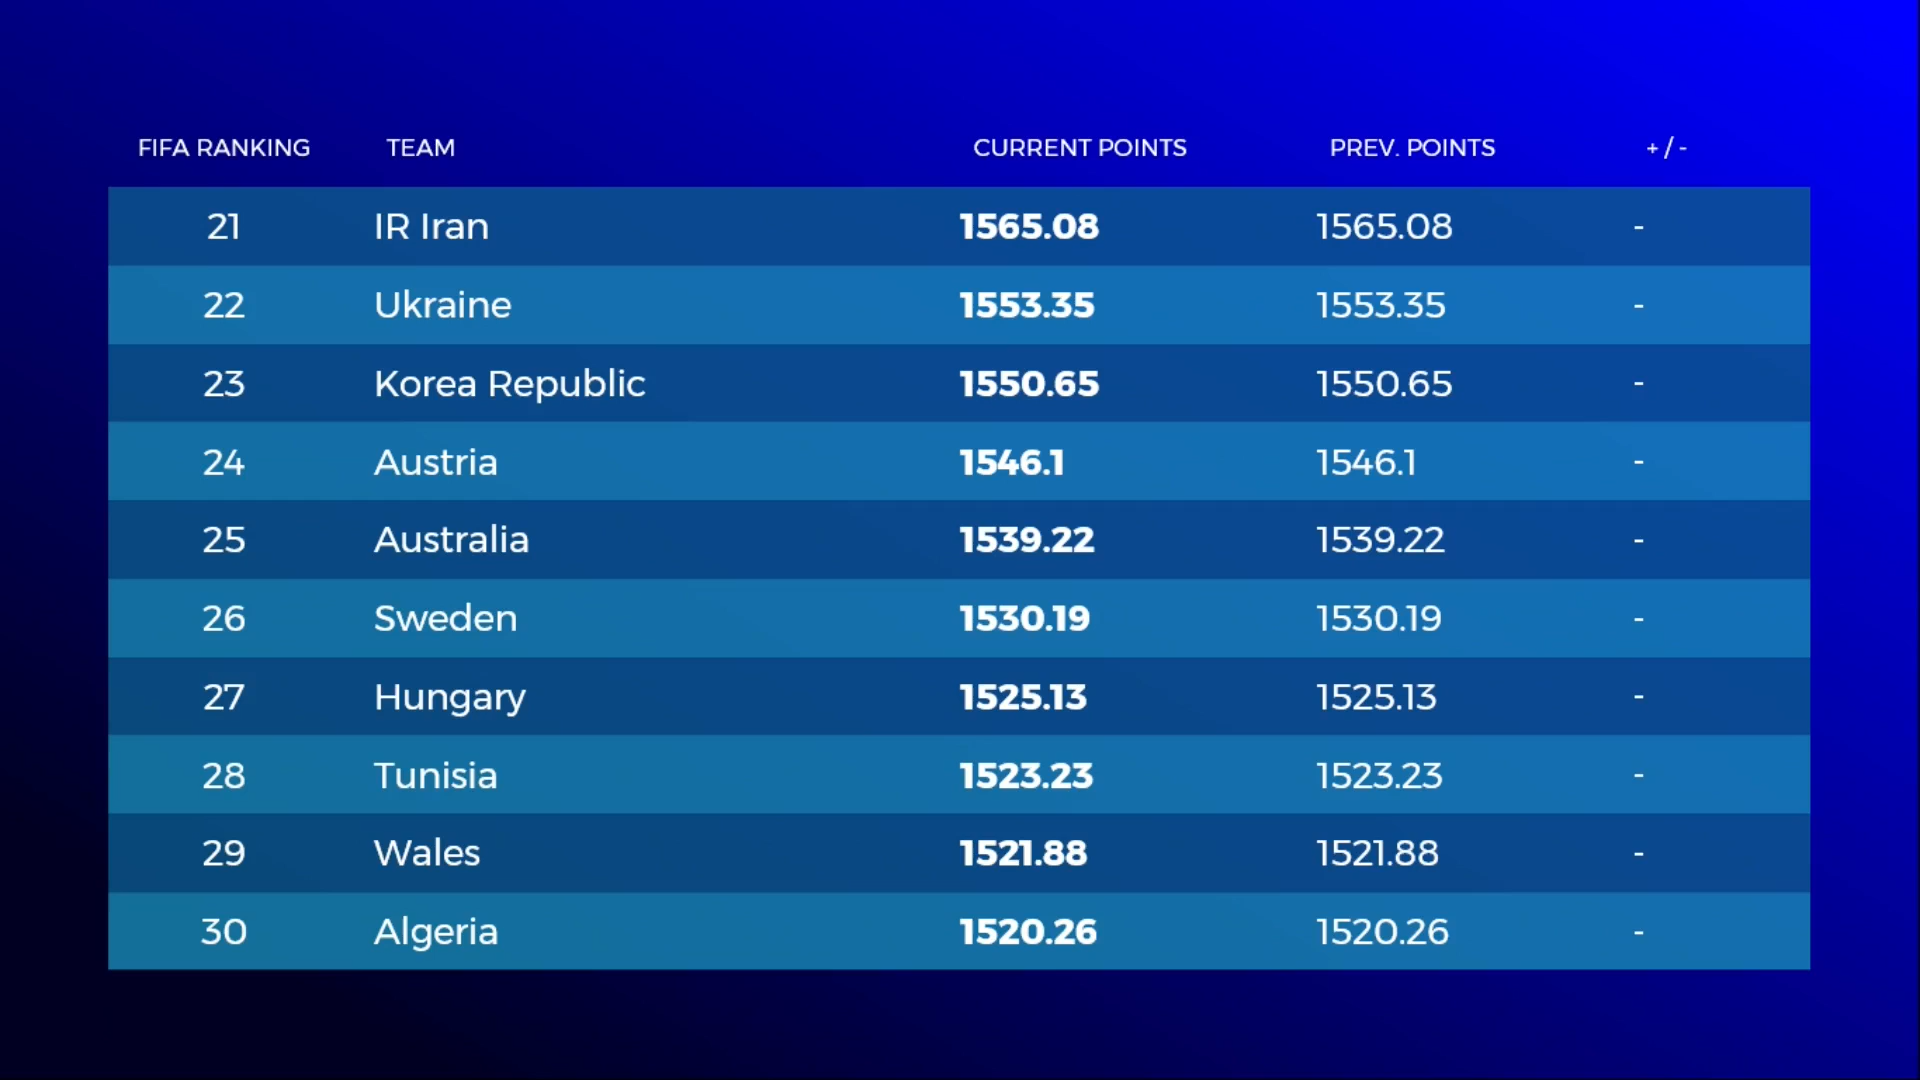 FIFA RANKING TEAM CURRENT POINTS PREV. POINTS + / -
21 IR Iran 1565.08 1565.08 -
22 Ukraine 1553.35 1553.35 -
23 Korea Republic 1550.65 1550.65 -
24 Austria 1546.1 1546.1 -
25 Australia 1539.22 1539.22 -
26 Sweden 1530.19 1530.19 -
27 Hungary 1525.13 1525.13 -
28 Tunisia 1523.23 1523.23 -
29 Wales 1521.88 1521.88 -
30 Algeria 1520.26 1520.26 -